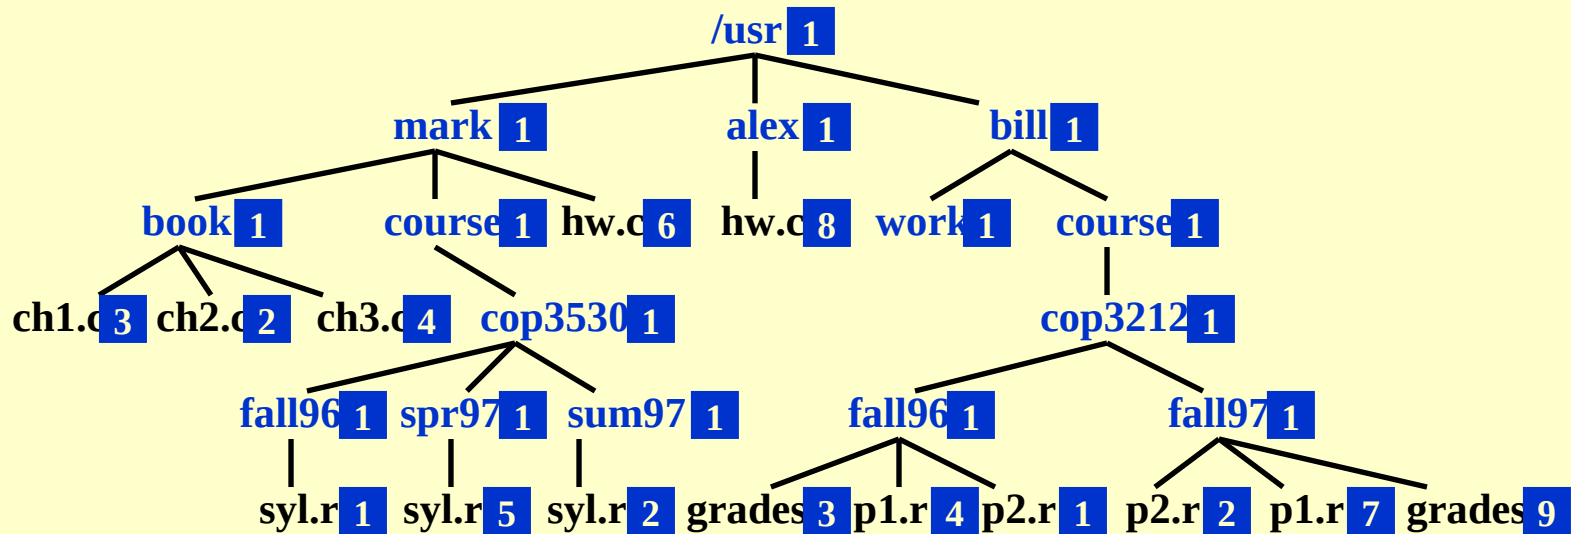 /usr 1
mark 1 alex 1 bill 1
book 1 course 1 hw.c 6 hw.c 8 work 1 course 1
ch1.c 3 ch2.c 2 ch3.c 4 cop3530 1 cop3212 1
fall96 1 spr97 1 sum97 1 fall96 1 fall97 1
syl.r 1 syl.r 5 syl.r 2 grades 3 p1.r 4 p2.r 1 p2.r 2 p1.r 7 grades 9